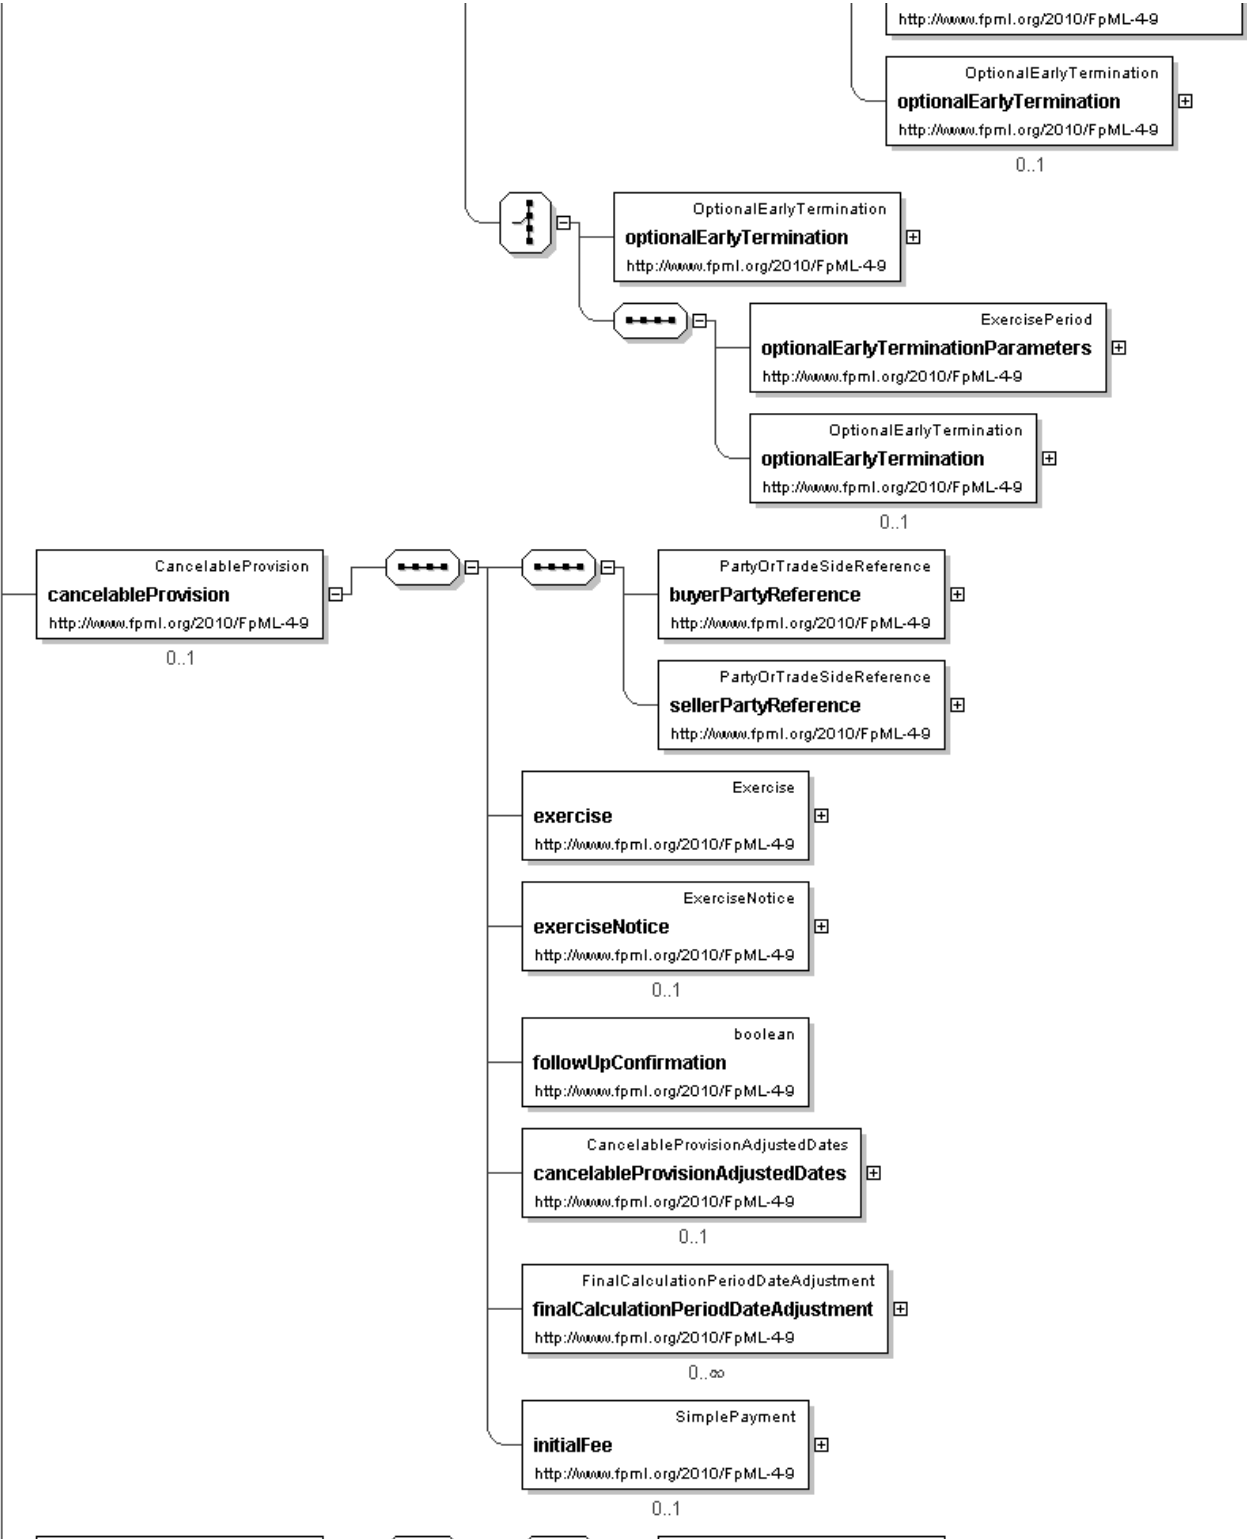 http://www.fpml.org/2010/FpML-4-9
OptionalEarlyTermination
optionalEarlyTermination
http://www.fpml.org/2010/FpML-4-9
0..1
OptionalEarlyTermination
optionalEarlyTermination
http://www.fpml.org/2010/FpML-4-9
ExercisePeriod
optionalEarlyTerminationParameters
http://www.fpml.org/2010/FpML-4-9
OptionalEarlyTermination
optionalEarlyTermination
http://www.fpml.org/2010/FpML-4-9
0..1
CancelableProvision
cancelableProvision
http://www.fpml.org/2010/FpML-4-9
0..1
PartyOrTradeSideReference
buyerPartyReference
http://www.fpml.org/2010/FpML-4-9
PartyOrTradeSideReference
sellerPartyReference
http://www.fpml.org/2010/FpML-4-9
Exercise
exercise
http://www.fpml.org/2010/FpML-4-9
ExerciseNotice
exerciseNotice
http://www.fpml.org/2010/FpML-4-9
0..1
boolean
followUpConfirmation
http://www.fpml.org/2010/FpML-4-9
CancelableProvisionAdjustedDates
cancelableProvisionAdjustedDates
http://www.fpml.org/2010/FpML-4-9
0..1
FinalCalculationPeriodDateAdjustment
finalCalculationPeriodDateAdjustment
http://www.fpml.org/2010/FpML-4-9
0..∞
SimplePayment
initialFee
http://www.fpml.org/2010/FpML-4-9
0..1